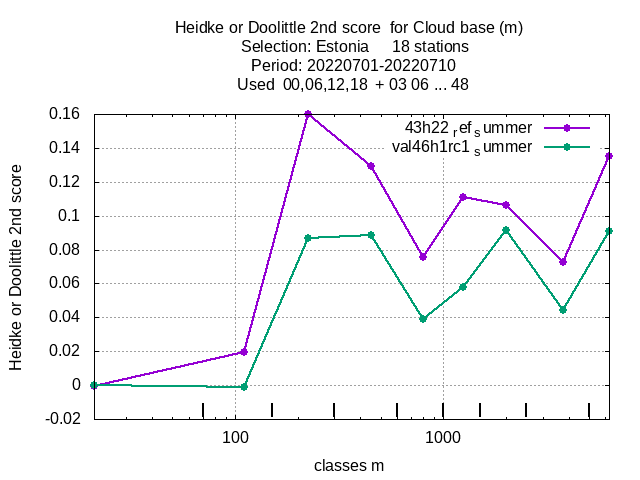 Heidke or Doolittle 2nd score  for Cloud base (m)
Selection: Estonia     18 stations
Period: 20220701-20220710
Used  00,06,12,18  + 03 06 ... 48
43h22_ref_summer
val46h1rc1_summer
0.16
0.14
0.12
0.1
0.08
0.06
0.04
0.02
0
-0.02
Heidke or Doolittle 2nd score
100
1000
classes m